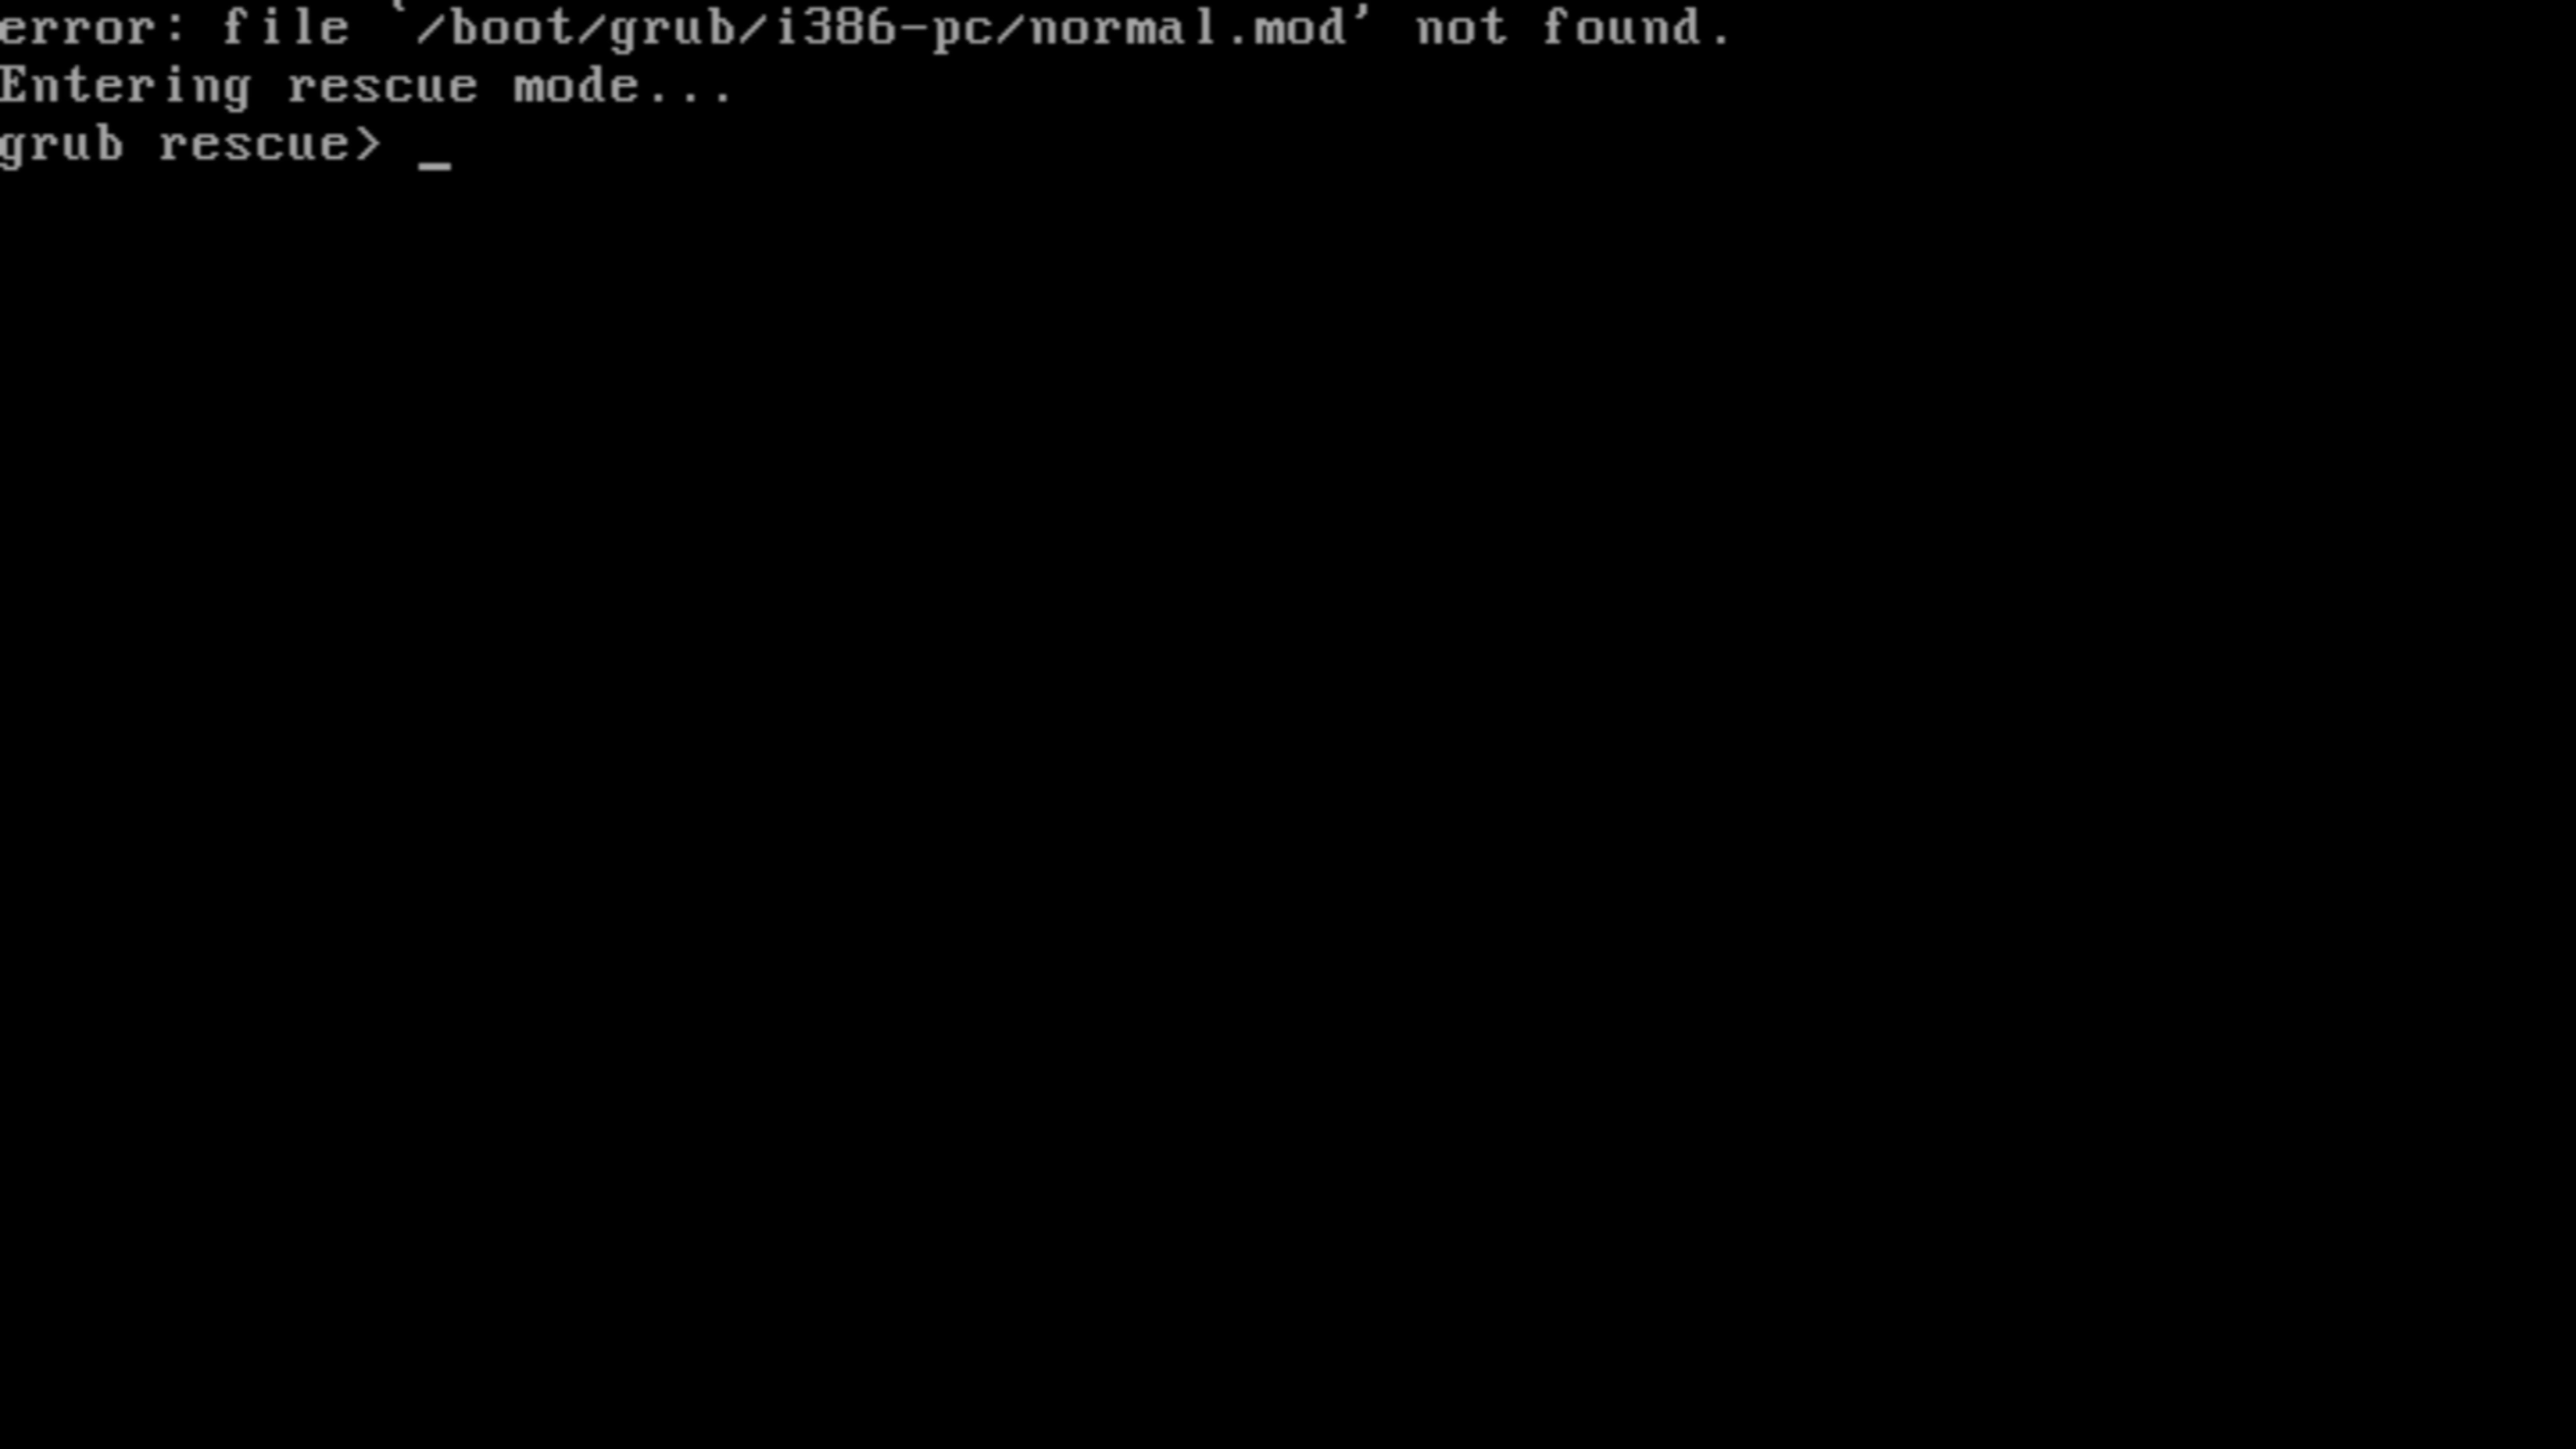 error: file `/boot/grub/i386-pc/normal.mod' not found.
Entering rescue mode...
grub rescue> _